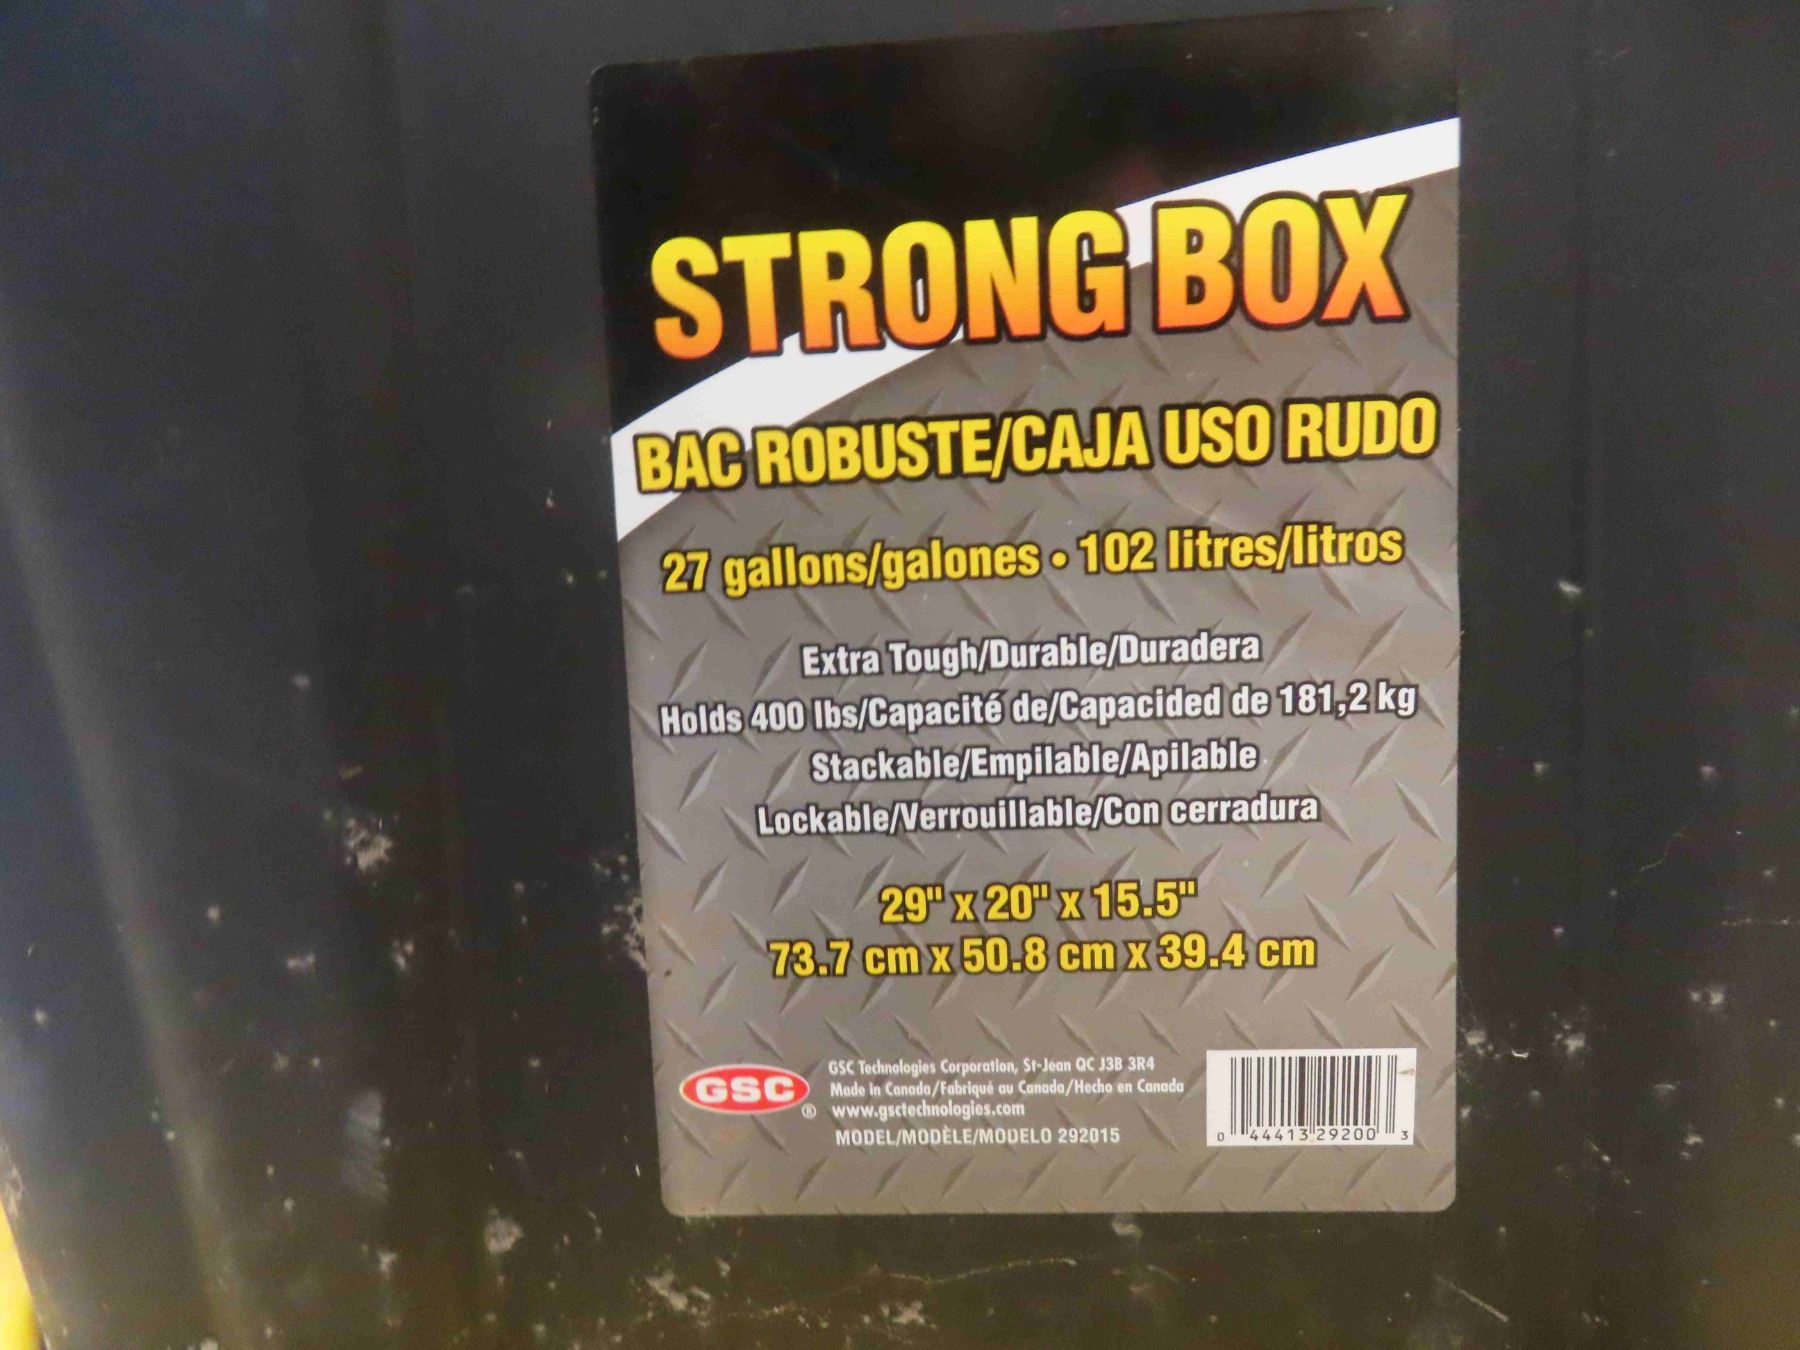 STRONG BOX
BAC ROBUSTE/CAJA USO RUDO
27 gallons/galones • 102 litres/litros
Extra Tough/Durable/Duradera
Holds 400 lbs/Capacité de/Capacided de 181,2 kg
Stackable/Empilable/Apilable
Lockable/Verrouillable/Con cerradura
29" x 20" x 15.5"
73.7 cm x 50.8 cm x 39.4 cm
GSC ®
GSC Technologies Corporation, St-Jean QC J3B 3R4
Made in Canada/Fabriqué au Canada/Hecho en Canada
www.gsctechnologies.com
MODEL/MODÈLE/MODELO 292015
0 44413 29200 3